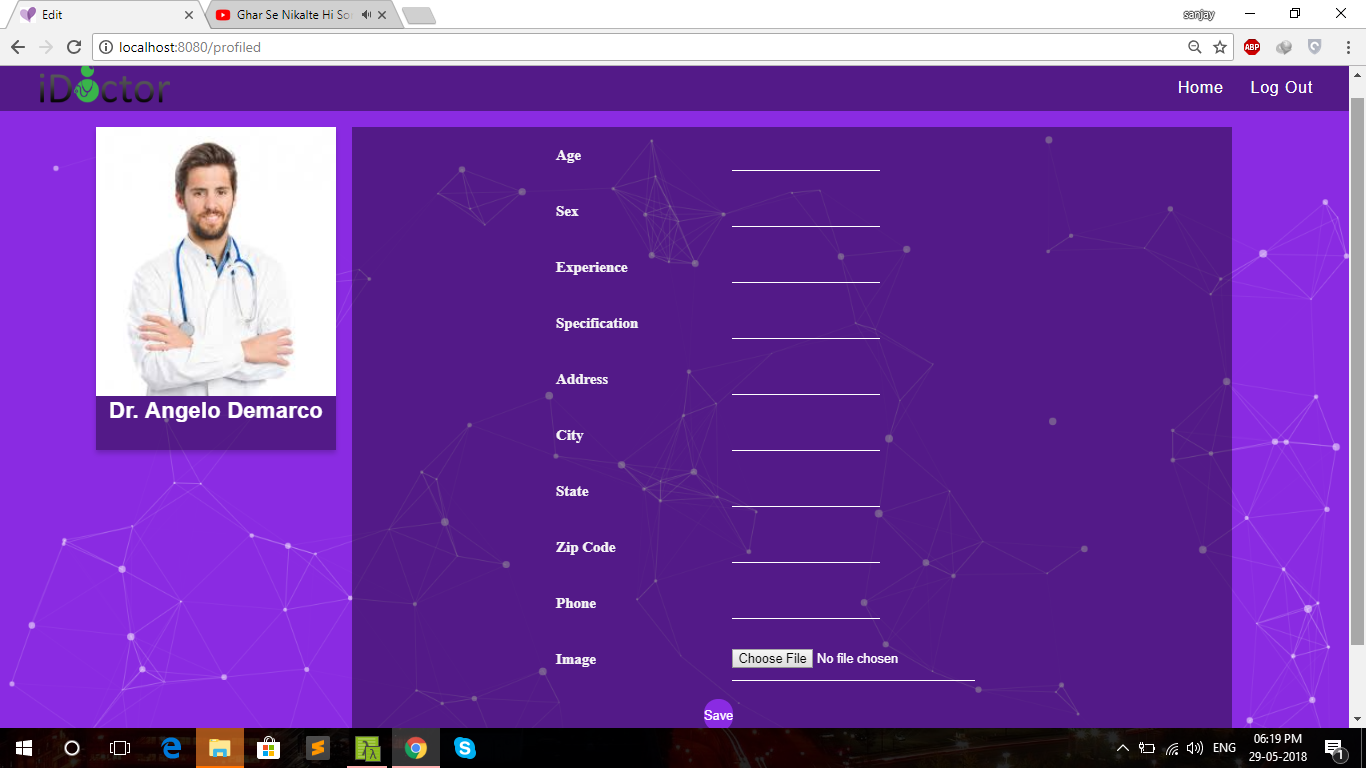 Edit
Ghar Se Nikalte Hi So
sanjay
localhost:8080/profiled
ABP
iDoctor
Home
Log Out
Dr. Angelo Demarco
Age
Sex
Experience
Specification
Address
City
State
Zip Code
Phone
Image
Choose File No file chosen
Save
ENG
06:19 PM
29-05-2018
1